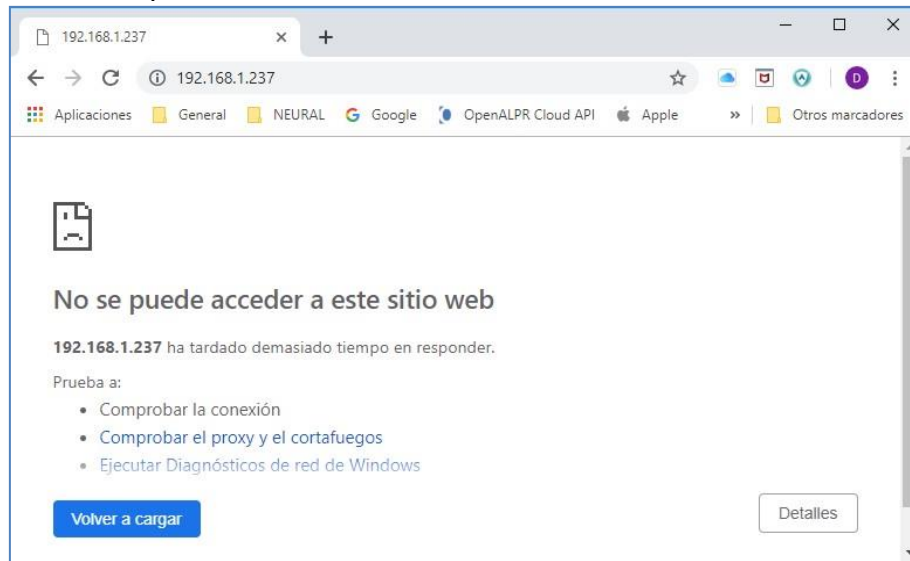 192.168.1.237
192.168.1.237
D
Aplicaciones General NEURAL G Google OpenALPR Cloud API Apple » Otros marcadores
No se puede acceder a este sitio web
192.168.1.237 ha tardado demasiado tiempo en responder.
Prueba a:
• Comprobar la conexión
• Comprobar el proxy y el cortafuegos
• Ejecutar Diagnósticos de red de Windows
Volver a cargar Detalles